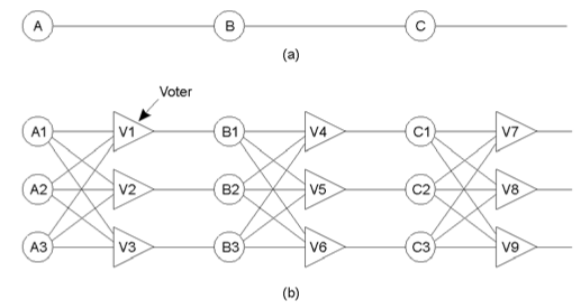 A B C
(a)
Voter
A1 V1 B1 V4 C1 V7
A2 V2 B2 V5 C2 V8
A3 V3 B3 V6 C3 V9
(b)